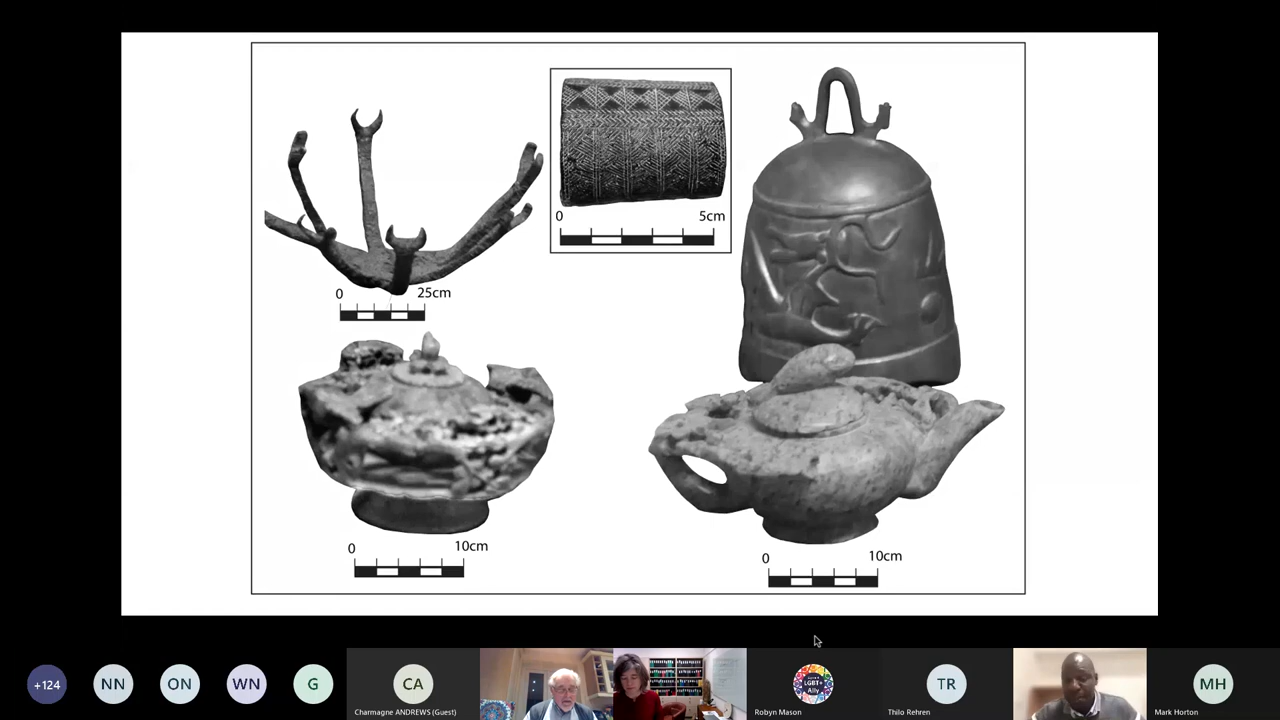 0 5cm
0 25cm
0 10cm
0 10cm
+124
NN
ON
WN
G
CA
Charmagne ANDREWS (Guest)
Robyn Mason
TR
Thilo Rehren
MH
Mark Horton